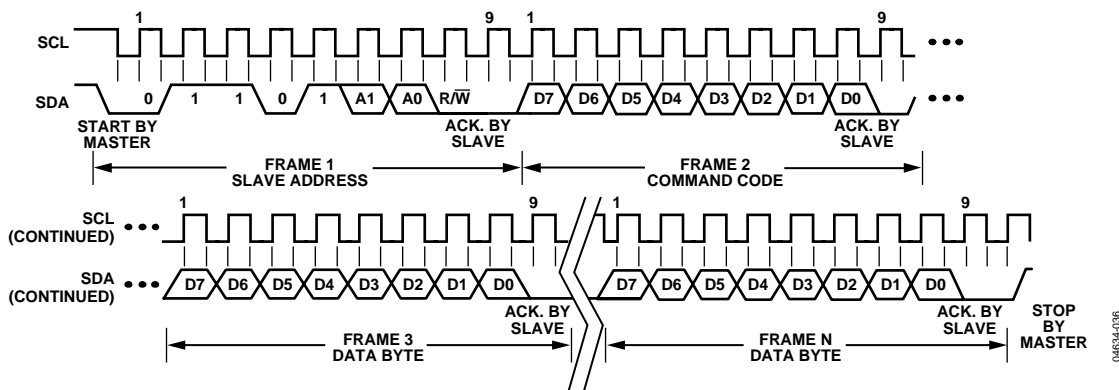 1 9 1 9
SCL
SDA 0 1 1 0 1 A1 A0 R/W̅ D7 D6 D5 D4 D3 D2 D1 D0
START BY MASTER
ACK. BY SLAVE
ACK. BY SLAVE
FRAME 1
SLAVE ADDRESS
FRAME 2
COMMAND CODE
1 9 1 9
SCL
(CONTINUED)
SDA
(CONTINUED)
D7 D6 D5 D4 D3 D2 D1 D0 D7 D6 D5 D4 D3 D2 D1 D0
ACK. BY
SLAVE
ACK. BY
SLAVE
STOP
BY
MASTER
FRAME 3
DATA BYTE
FRAME N
DATA BYTE
04634-036